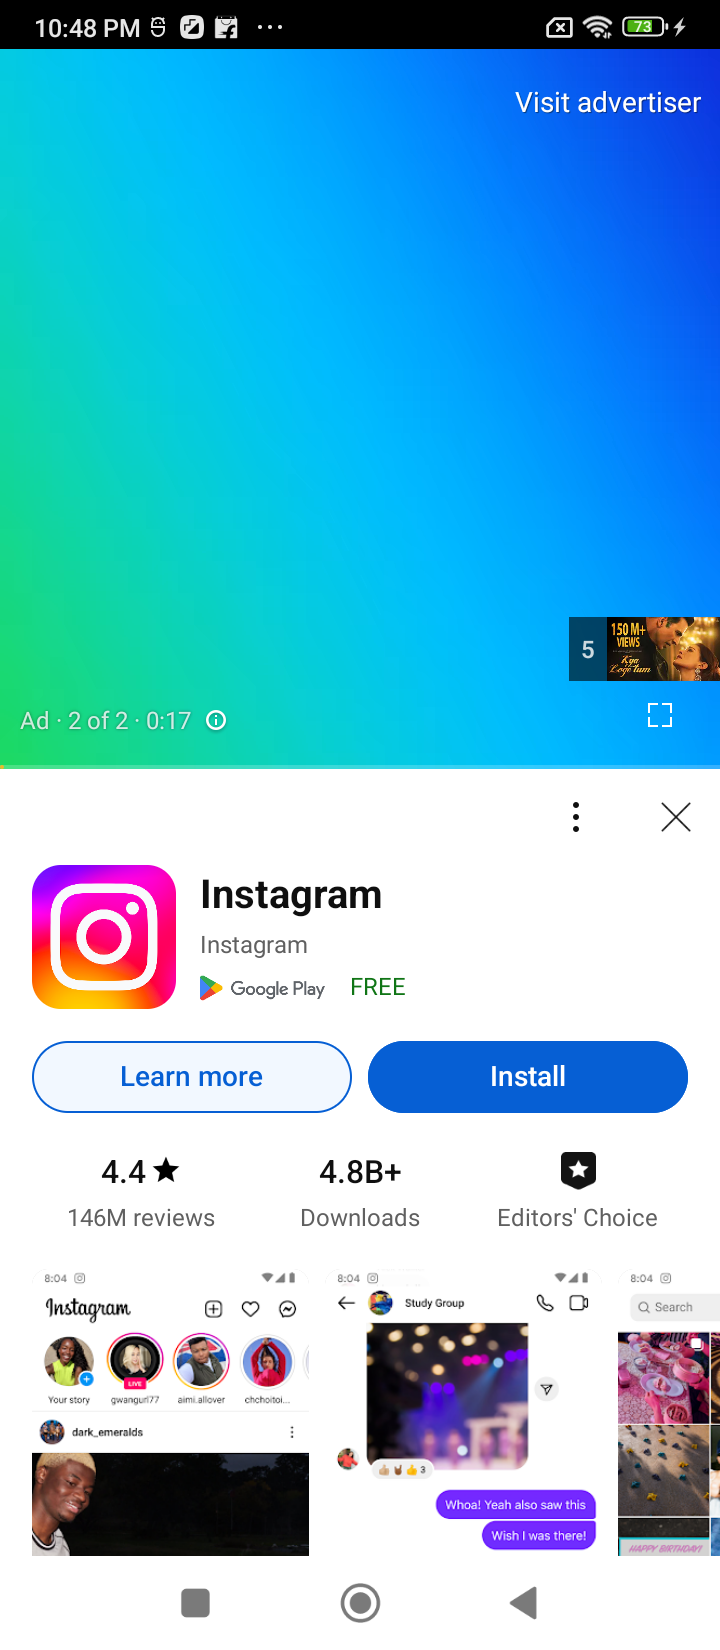 10:48 PM
73
Visit advertiser
5
150 M+
VIEWS
Kya
Loge tum
Ad · 2 of 2 · 0:17
Instagram
Instagram
Google Play
FREE
Learn more
Install
4.4★
4.8B+
146M reviews
Downloads
Editors' Choice
8:04
Instagram
Your story
LIVE
gwangurl77
aimi.allover
chchoitoi...
dark_emeralds
8:04
Study Group
3
Whoa! Yeah also saw this
Wish I was there!
8:04
Search
HAPPY BIRTHDAY!